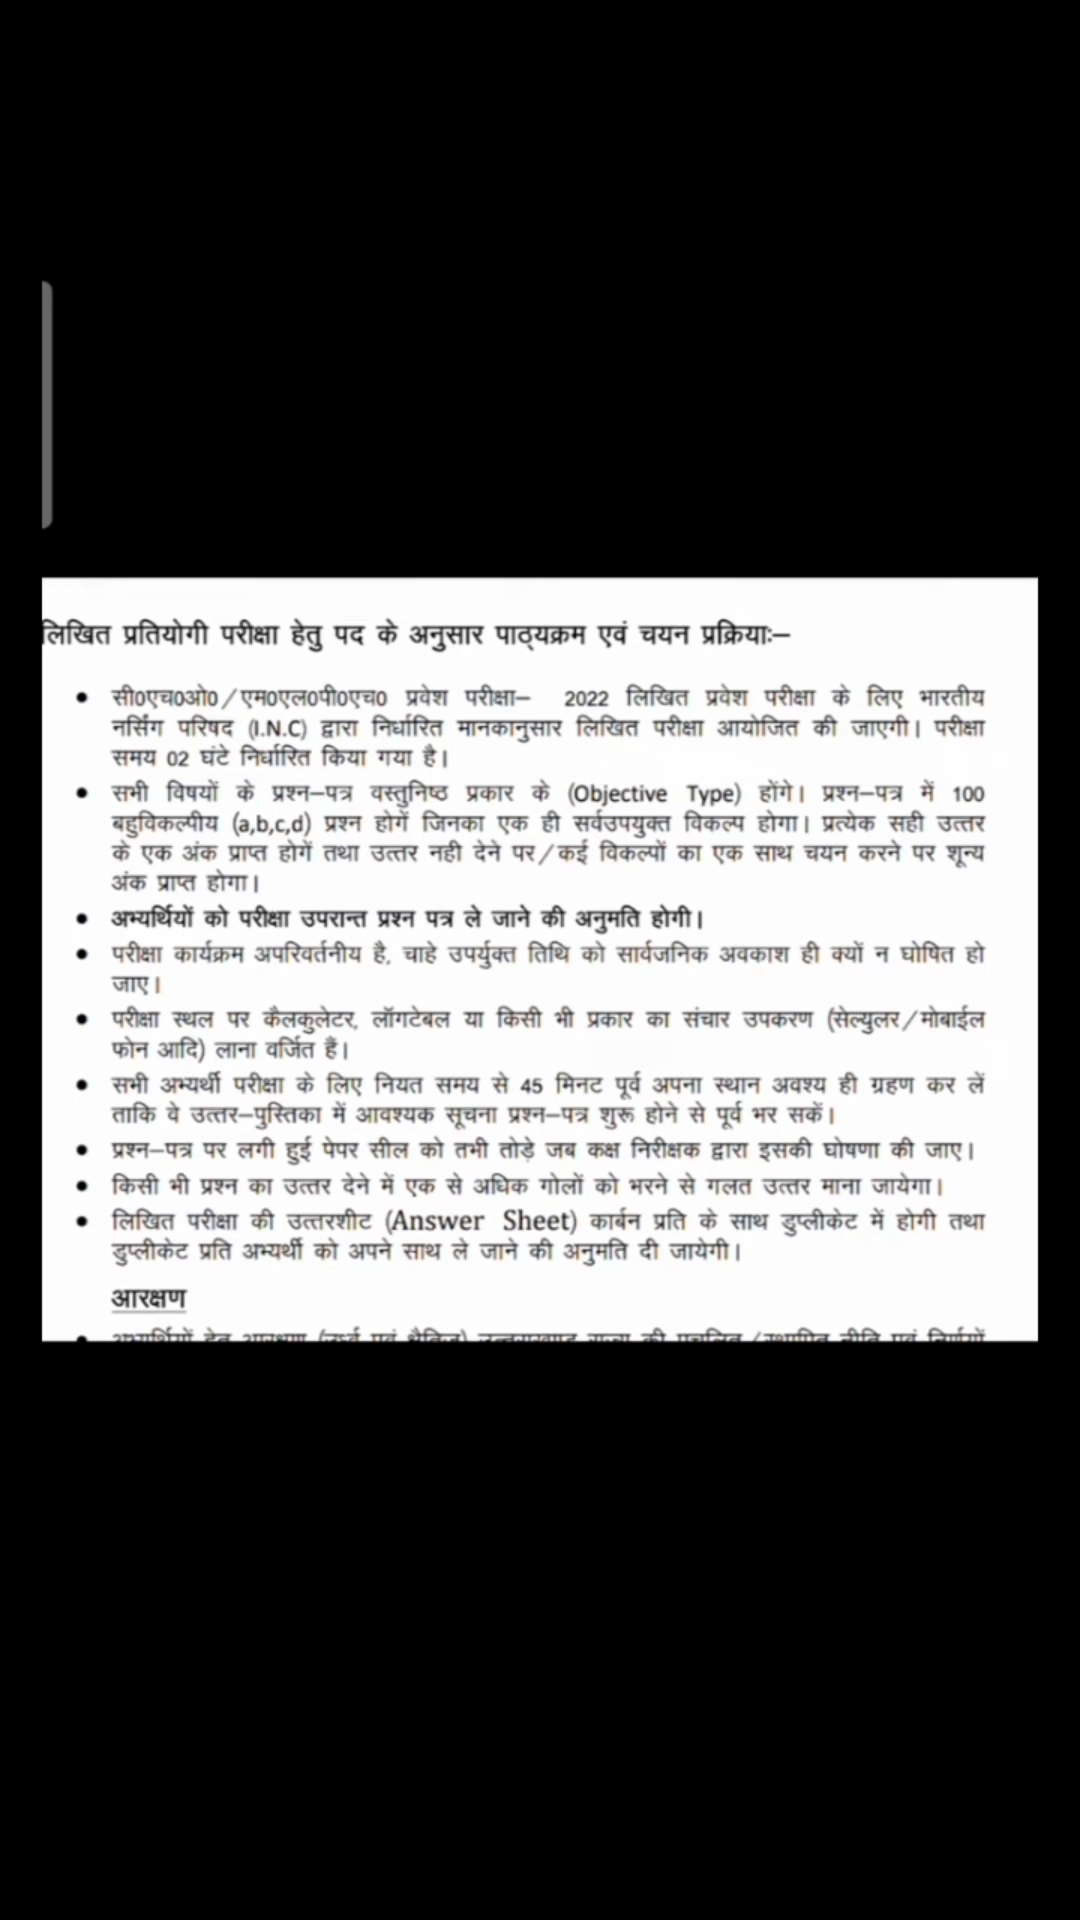 लिखित प्रतियोगी परीक्षा हेतु पद के अनुसार पाठ्यक्रम एवं चयन प्रक्रियाः–
• सी0एच0ओ0/एम0एल0पी0एच0 प्रवेश परीक्षा– 2022 लिखित प्रवेश परीक्षा के लिए भारतीय
नर्सिंग परिषद (I.N.C) द्वारा निर्धारित मानकानुसार लिखित परीक्षा आयोजित की जाएगी। परीक्षा
समय 02 घंटे निर्धारित किया गया है।
• सभी विषयों के प्रश्न–पत्र वस्तुनिष्ठ प्रकार के (Objective Type) होंगे। प्रश्न–पत्र में 100
बहुविकल्पीय (a,b,c,d) प्रश्न होगें जिनका एक ही सर्वउपयुक्त विकल्प होगा। प्रत्येक सही उत्तर
के एक अंक प्राप्त होगें तथा उत्तर नही देने पर/कई विकल्पों का एक साथ चयन करने पर शून्य
अंक प्राप्त होगा।
• अभ्यर्थियों को परीक्षा उपरान्त प्रश्न पत्र ले जाने की अनुमति होगी।
• परीक्षा कार्यक्रम अपरिवर्तनीय है, चाहे उपर्युक्त तिथि को सार्वजनिक अवकाश ही क्यों न घोषित हो
जाए।
• परीक्षा स्थल पर कैलकुलेटर, लॉगटेबल या किसी भी प्रकार का संचार उपकरण (सेल्युलर/मोबाईल
फोन आदि) लाना वर्जित हैं।
• सभी अभ्यर्थी परीक्षा के लिए नियत समय से 45 मिनट पूर्व अपना स्थान अवश्य ही ग्रहण कर लें
ताकि वे उत्तर–पुस्तिका में आवश्यक सूचना प्रश्न–पत्र शुरू होने से पूर्व भर सकें।
• प्रश्न–पत्र पर लगी हुई पेपर सील को तभी तोड़े जब कक्ष निरीक्षक द्वारा इसकी घोषणा की जाए।
• किसी भी प्रश्न का उत्तर देने में एक से अधिक गोलों को भरने से गलत उत्तर माना जायेगा।
• लिखित परीक्षा की उत्तरशीट (Answer Sheet) कार्बन प्रति के साथ डुप्लीकेट में होगी तथा
डुप्लीकेट प्रति अभ्यर्थी को अपने साथ ले जाने की अनुमति दी जायेगी।
आरक्षण